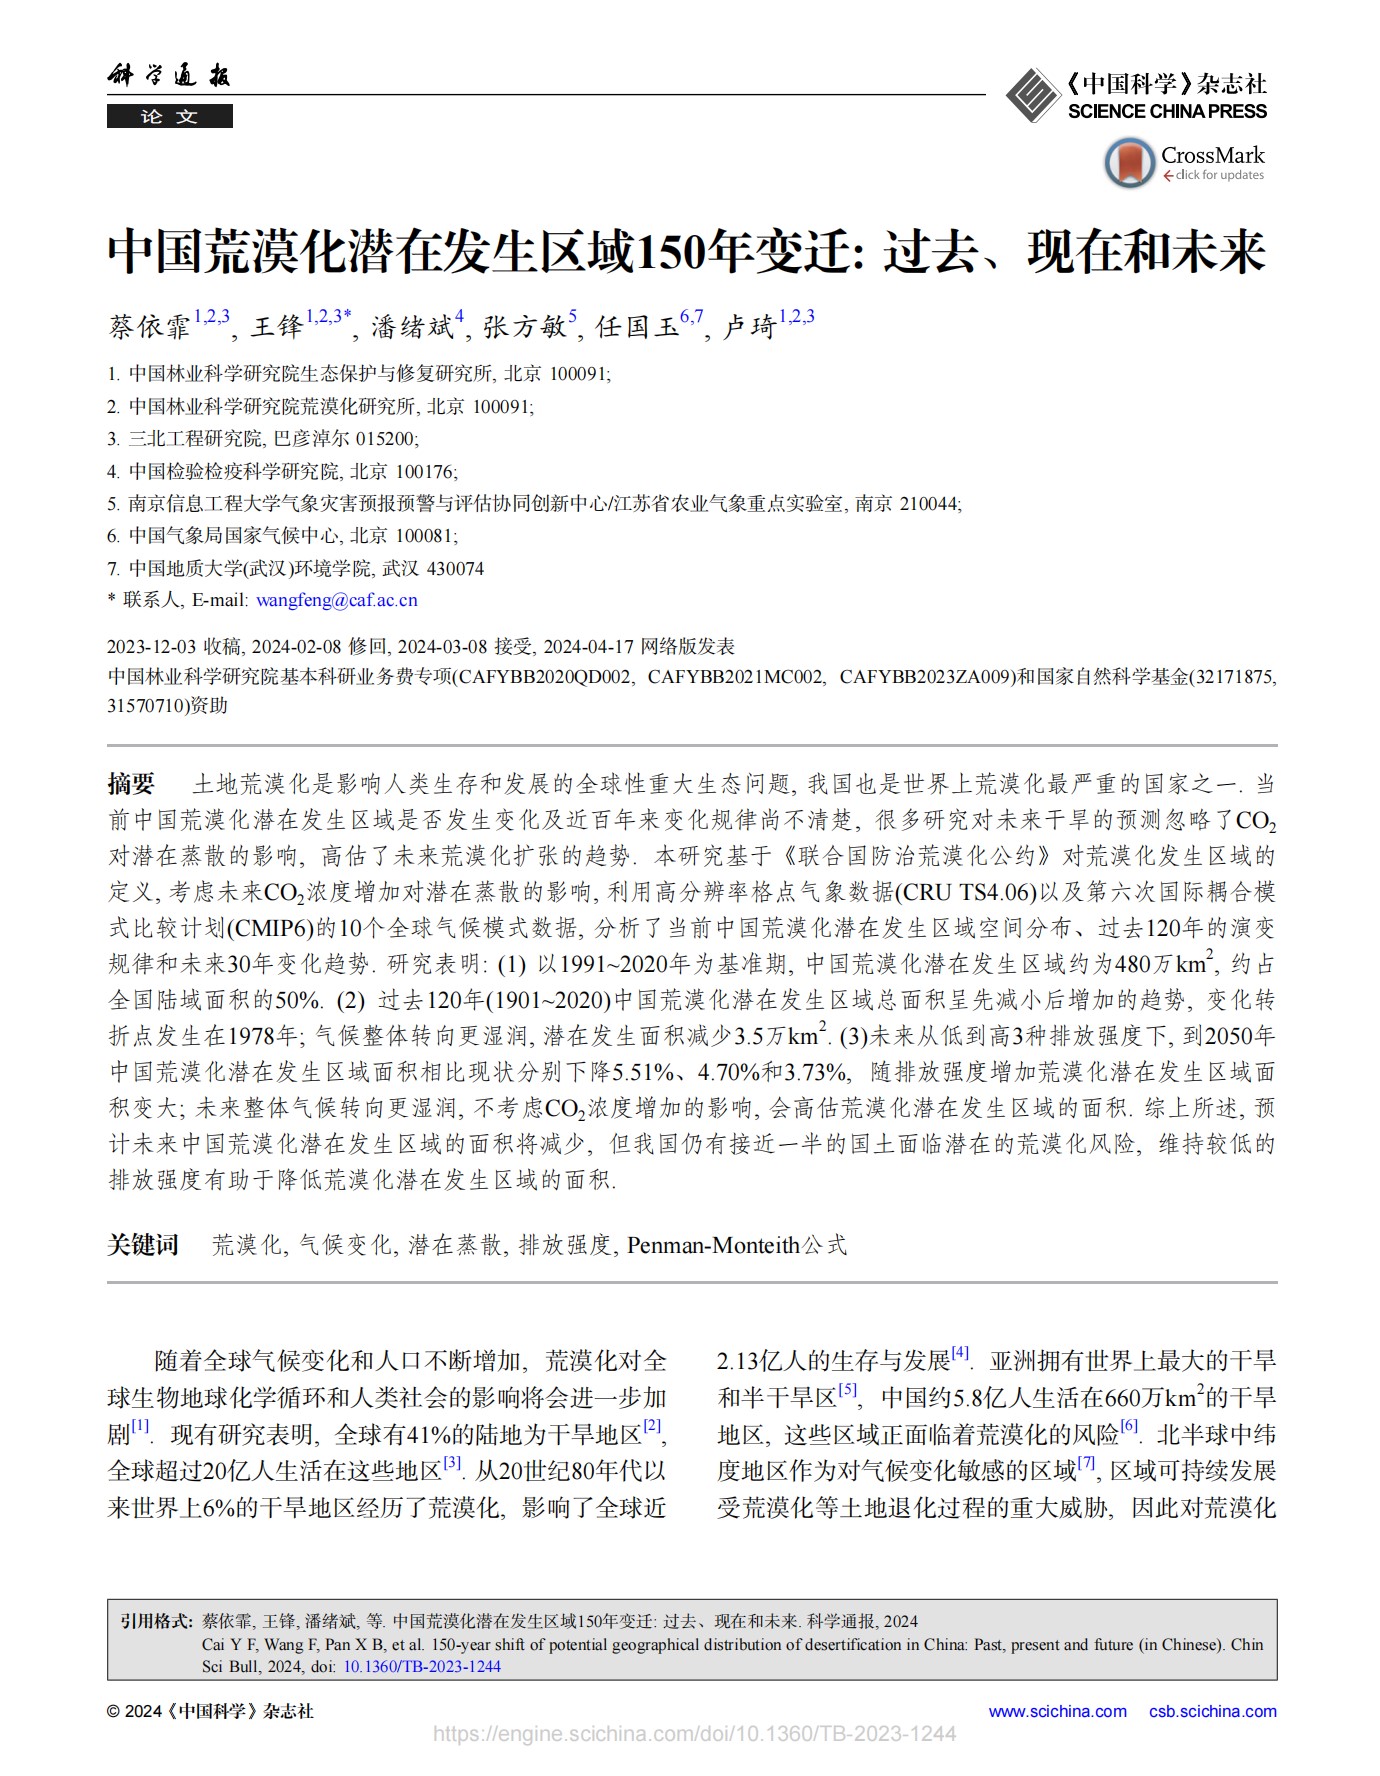 科学通报
论文
《中国科学》杂志社
SCIENCE CHINA PRESS
CrossMark
click for updates
中国荒漠化潜在发生区域150年变迁: 过去、现在和未来
蔡依霏1,2,3, 王锋1,2,3*, 潘绪斌4, 张方敏5, 任国玉6,7, 卢琦1,2,3
1. 中国林业科学研究院生态保护与修复研究所, 北京 100091;
2. 中国林业科学研究院荒漠化研究所, 北京 100091;
3. 三北工程研究院, 巴彦淖尔 015200;
4. 中国检验检疫科学研究院, 北京 100176;
5. 南京信息工程大学气象灾害预报预警与评估协同创新中心/江苏省农业气象重点实验室, 南京 210044;
6. 中国气象局国家气候中心, 北京 100081;
7. 中国地质大学(武汉)环境学院, 武汉 430074
* 联系人, E-mail: wangfeng@caf.ac.cn
2023-12-03 收稿, 2024-02-08 修回, 2024-03-08 接受, 2024-04-17 网络版发表
中国林业科学研究院基本科研业务费专项(CAFYBB2020QD002, CAFYBB2021MC002, CAFYBB2023ZA009)和国家自然科学基金(32171875,
31570710)资助
摘要 土地荒漠化是影响人类生存和发展的全球性重大生态问题, 我国也是世界上荒漠化最严重的国家之一. 当
前中国荒漠化潜在发生区域是否发生变化及近百年来变化规律尚不清楚, 很多研究对未来干旱的预测忽略了CO2
对潜在蒸散的影响, 高估了未来荒漠化扩张的趋势. 本研究基于《联合国防治荒漠化公约》对荒漠化发生区域的
定义, 考虑未来CO2浓度增加对潜在蒸散的影响, 利用高分辨率格点气象数据(CRU TS4.06)以及第六次国际耦合模
式比较计划(CMIP6)的10个全球气候模式数据, 分析了当前中国荒漠化潜在发生区域空间分布、过去120年的演变
规律和未来30年变化趋势. 研究表明: (1) 以1991~2020年为基准期, 中国荒漠化潜在发生区域约为480万km2, 约占
全国陆域面积的50%. (2) 过去120年(1901~2020)中国荒漠化潜在发生区域总面积呈先减小后增加的趋势, 变化转
折点发生在1978年; 气候整体转向更湿润, 潜在发生面积减少3.5万km2. (3)未来从低到高3种排放强度下, 到2050年
中国荒漠化潜在发生区域面积相比现状分别下降5.51%、4.70%和3.73%, 随排放强度增加荒漠化潜在发生区域面
积变大; 未来整体气候转向更湿润, 不考虑CO2浓度增加的影响, 会高估荒漠化潜在发生区域的面积. 综上所述, 预
计未来中国荒漠化潜在发生区域的面积将减少, 但我国仍有接近一半的国土面临潜在的荒漠化风险, 维持较低的
排放强度有助于降低荒漠化潜在发生区域的面积.
关键词 荒漠化, 气候变化, 潜在蒸散, 排放强度, Penman-Monteith公式
随着全球气候变化和人口不断增加, 荒漠化对全
球生物地球化学循环和人类社会的影响将会进一步加
剧[1]. 现有研究表明, 全球有41%的陆地为干旱地区[2],
全球超过20亿人生活在这些地区[3]. 从20世纪80年代以
来世界上6%的干旱地区经历了荒漠化, 影响了全球近
2.13亿人的生存与发展[4]. 亚洲拥有世界上最大的干旱
和半干旱区[5], 中国约5.8亿人生活在660万km2的干旱
地区, 这些区域正面临着荒漠化的风险[6]. 北半球中纬
度地区作为对气候变化敏感的区域[7], 区域可持续发展
受荒漠化等土地退化过程的重大威胁, 因此对荒漠化
引用格式: 蔡依霏, 王锋, 潘绪斌, 等. 中国荒漠化潜在发生区域150年变迁: 过去、现在和未来. 科学通报, 2024
Cai Y F, Wang F, Pan X B, et al. 150-year shift of potential geographical distribution of desertification in China: Past, present and future (in Chinese). Chin
Sci Bull, 2024, doi: 10.1360/TB-2023-1244
© 2024《中国科学》杂志社
www.scichina.com csb.scichina.com
https://engine.scichina.com/doi/10.1360/TB-2023-1244